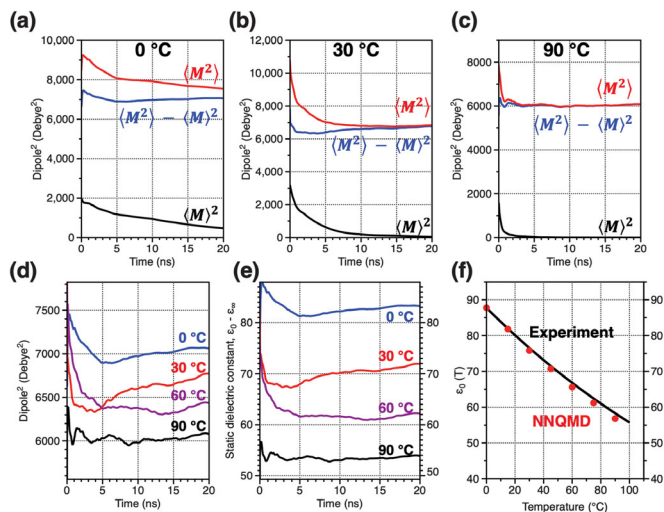 (a)
0 °C
10,000
8,000
6,000
4,000
2,000
0
Dipole² (Debye²)
⟨M²⟩
⟨M²⟩ − ⟨M⟩²
⟨M⟩²
0 5 10 15 20
Time (ns)
(b)
30 °C
12,000
10,000
8,000
6,000
4,000
2,000
0
Dipole² (Debye²)
⟨M²⟩
⟨M²⟩ − ⟨M⟩²
⟨M⟩²
0 5 10 15 20
Time (ns)
(c)
90 °C
8000
6000
4000
2000
0
Dipole² (Debye²)
⟨M²⟩
⟨M²⟩ − ⟨M⟩²
⟨M⟩²
0 5 10 15 20
Time (ns)
(d)
7500
7000
6500
6000
Dipole² (Debye²)
0 °C
30 °C
60 °C
90 °C
0 5 10 15 20
Time (ns)
(e)
80
70
60
50
Static dielectric constant, ε₀ - ε∞
0 °C
30 °C
60 °C
90 °C
80
70
60
50
0 5 10 15 20
Time (ns)
(f)
90
80
70
60
50
40
ε₀ (T)
Experiment
NNQMD
90
80
70
60
50
40
0 20 40 60 80 100
Temperature (°C)